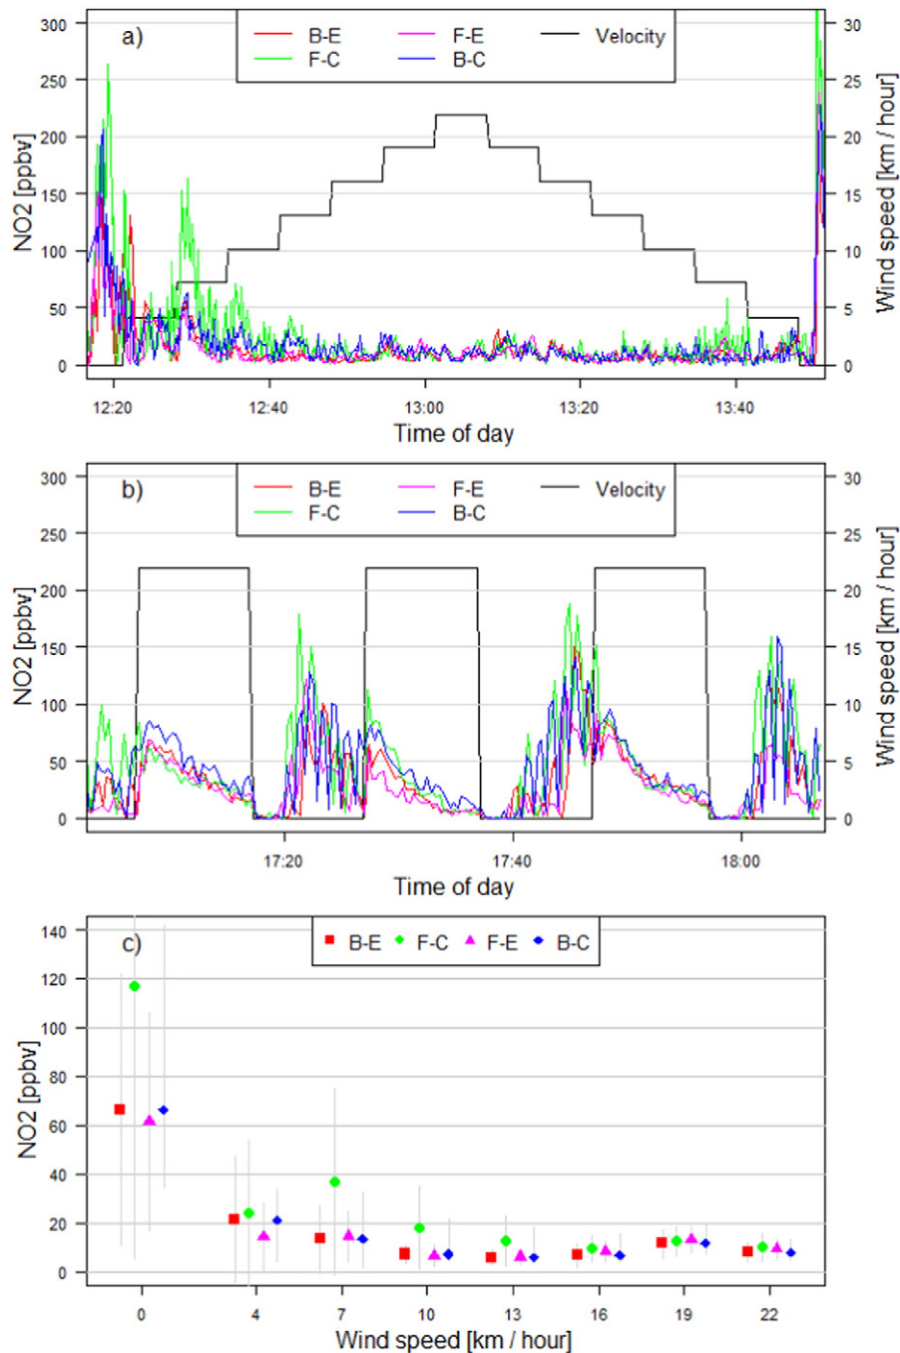 a)
B-E F-E Velocity
F-C B-C
300
250
200
150
100
50
0
NO2 [ppbv]
30
25
20
15
10
5
0
Wind speed [km / hour]
12:20 12:40 13:00 13:20 13:40
Time of day
b)
B-E F-E Velocity
F-C B-C
300
250
200
150
100
50
0
NO2 [ppbv]
30
25
20
15
10
5
0
Wind speed [km / hour]
17:20 17:40 18:00
Time of day
c)
B-E F-C F-E B-C
140
120
100
80
60
40
20
0
NO2 [ppbv]
0 4 7 10 13 16 19 22
Wind speed [km / hour]